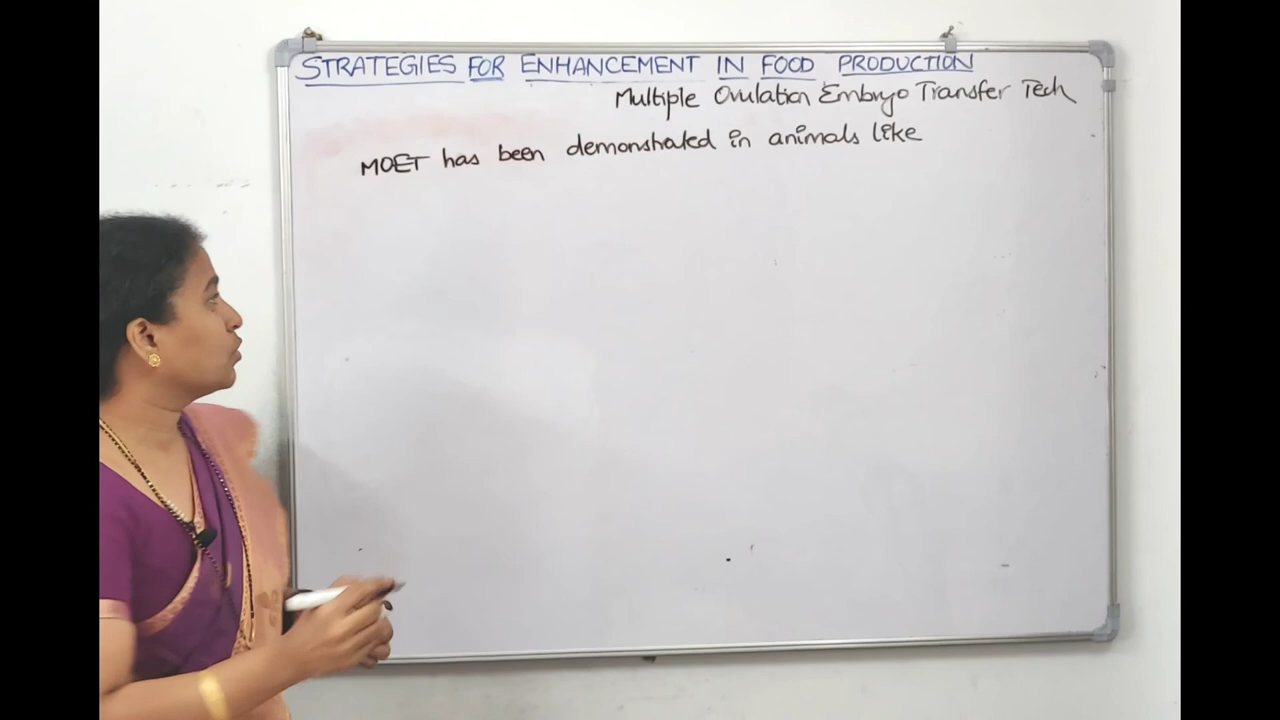 STRATEGIES FOR ENHANCEMENT IN FOOD PRODUCTION
Multiple Ovulation Embryo Transfer Tech
MOET has been demonstrated in animals like